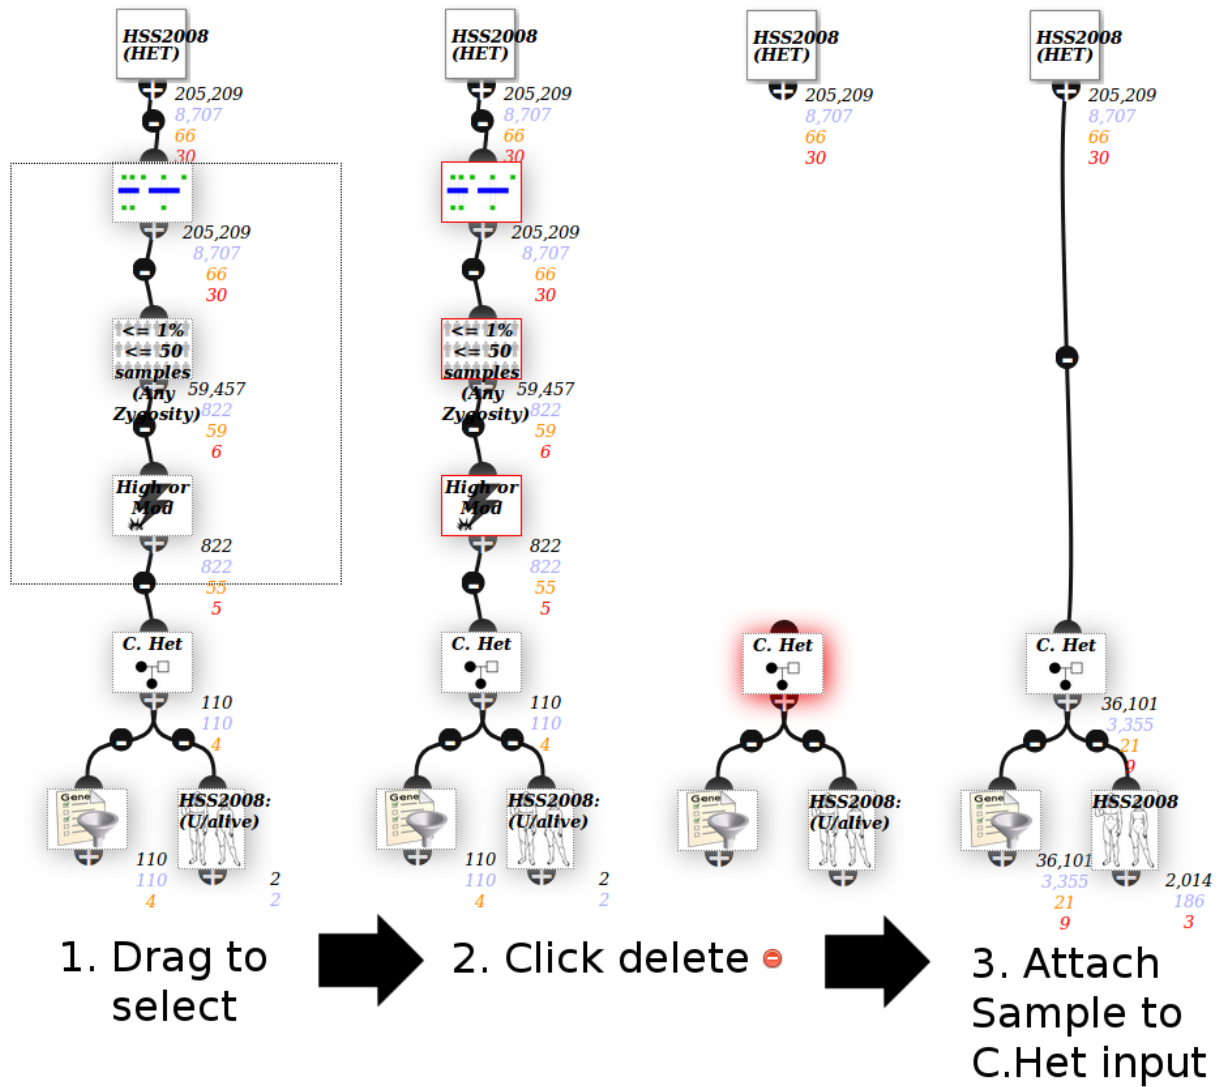 HSS2008
(HET)
205,209
8,707
66
30
205,209
8,707
66
30
<= 1%
<= 50
samples
(Any
Zygosity)
59,457
822
59
6
High or
Mod
822
822
55
5
C. Het
110
110
4
Gene
HSS2008:
(U/alive)
110
110
4
2
2
1. Drag to
select
HSS2008
(HET)
205,209
8,707
66
30
205,209
8,707
66
30
<= 1%
<= 50
samples
(Any
Zygosity)
59,457
822
59
6
High or
Mod
822
822
55
5
C. Het
110
110
4
Gene
HSS2008:
(U/alive)
110
110
4
2
2
2. Click delete
HSS2008
(HET)
205,209
8,707
66
30
C. Het
Gene
HSS2008:
(U/alive)
HSS2008
(HET)
205,209
8,707
66
30
C. Het
36,101
3,355
21
9
Gene
HSS2008
36,101
3,355
21
9
2,014
186
3
3. Attach
Sample to
C.Het input